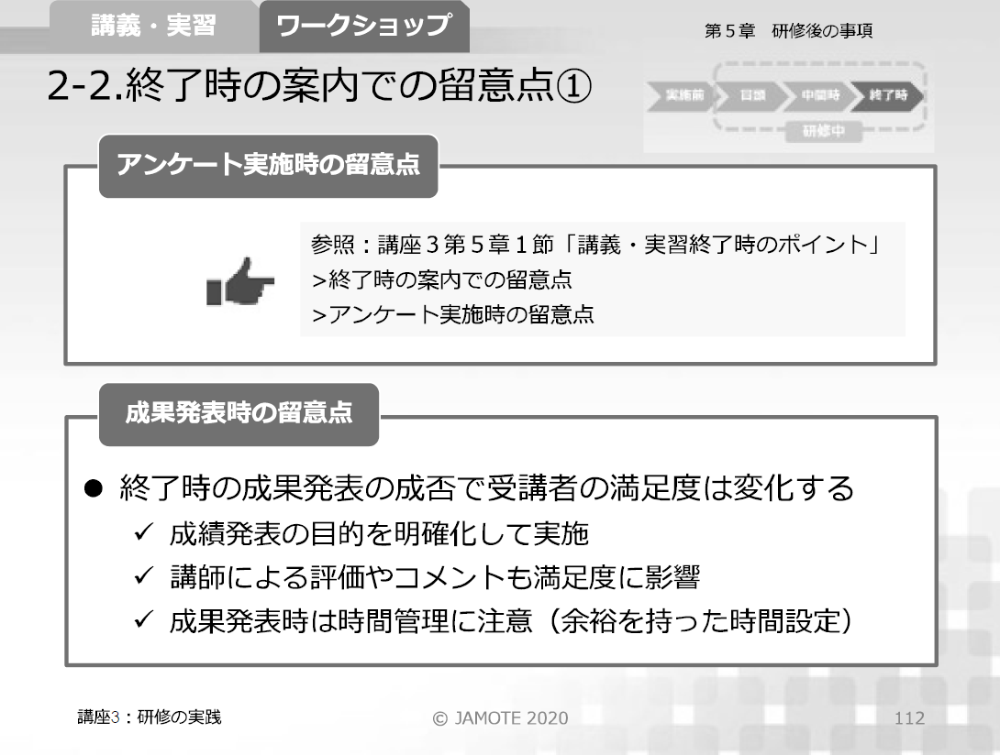 講義・実習
ワークショップ
第５章　研修後の事項
2-2.終了時の案内での留意点①
実施前
冒頭
中間時
終了時
研修中
アンケート実施時の留意点
参照：講座３第５章１節「講義・実習終了時のポイント」
>終了時の案内での留意点
>アンケート実施時の留意点
成果発表時の留意点
● 終了時の成果発表の成否で受講者の満足度は変化する
✓ 成績発表の目的を明確化して実施
✓ 講師による評価やコメントも満足度に影響
✓ 成果発表時は時間管理に注意（余裕を持った時間設定）
講座3：研修の実践
© JAMOTE 2020
112